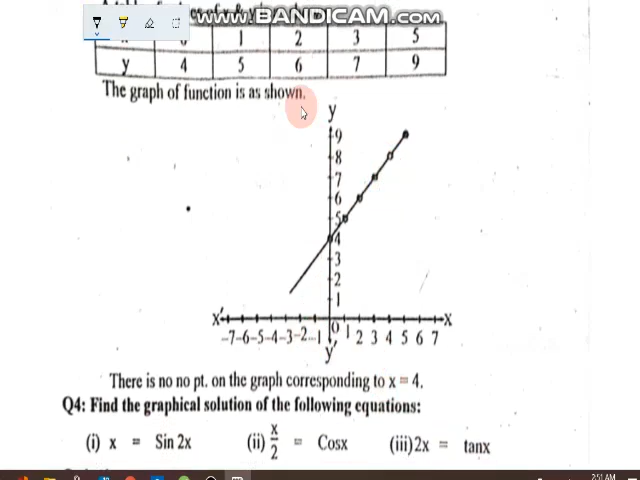 WWW.BANDICAM.COM
0 1 2 3 5
y 4 5 6 7 9
The graph of function is as shown.
y
9
8
7
6
5
4
3
2
1
X' X
-7-6-5-4-3-2-1 0 1 2 3 4 5 6 7
y'
There is no no pt. on the graph corresponding to x = 4.
Q4: Find the graphical solution of the following equations:
(i) x = Sin 2x (ii) x/2 = Cosx (iii) 2x = tanx
2:51 AM